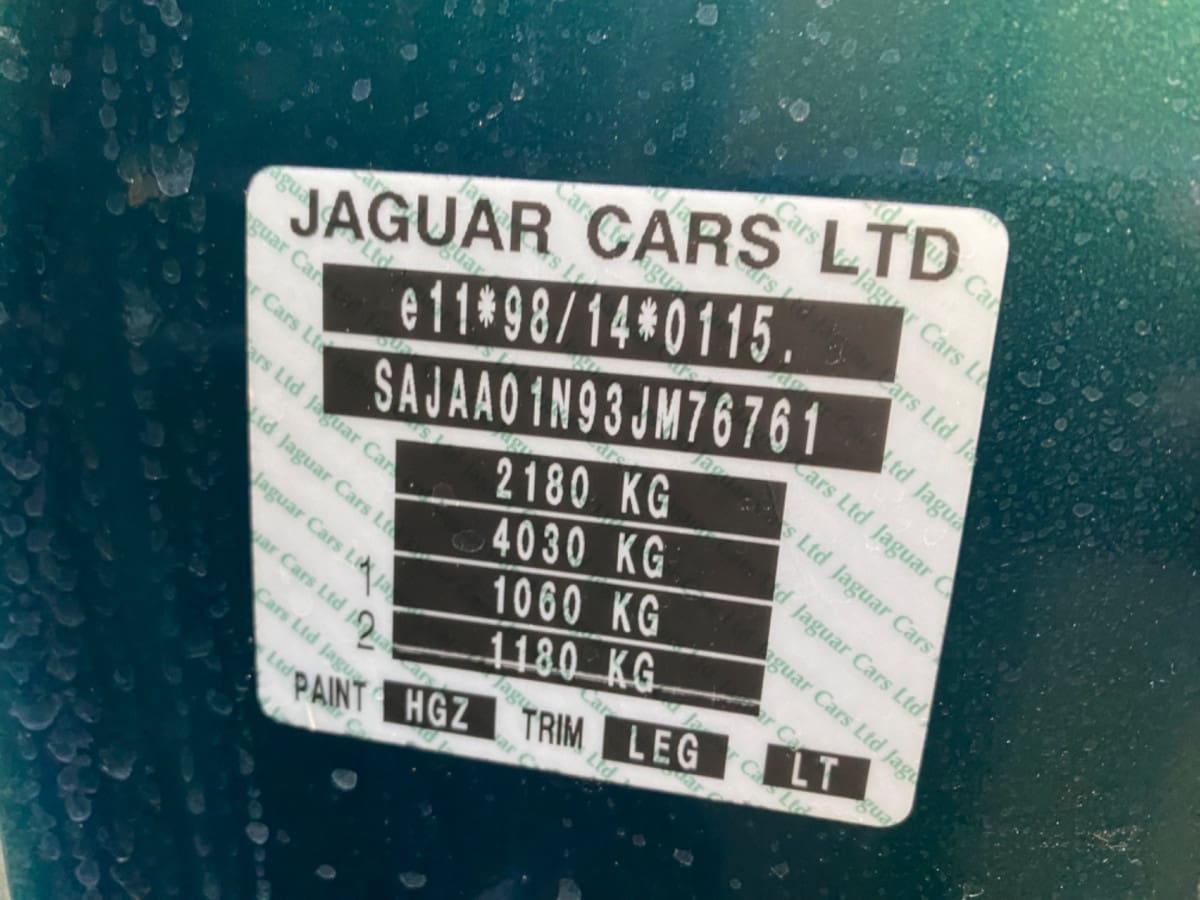 JAGUAR CARS LTD
e11*98/14*0115.
SAJAA01N93JM76761
2180 KG
4030 KG
1 1060 KG
2 1180 KG
PAINT HGZ TRIM LEG LT